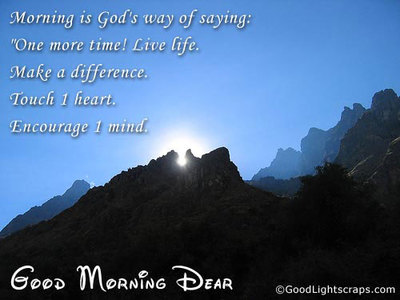 Morning is God's way of saying:
"One more time! Live life.
Make a difference.
Touch 1 heart.
Encourage 1 mind.
Good Morning Dear
©GoodLightscraps.com